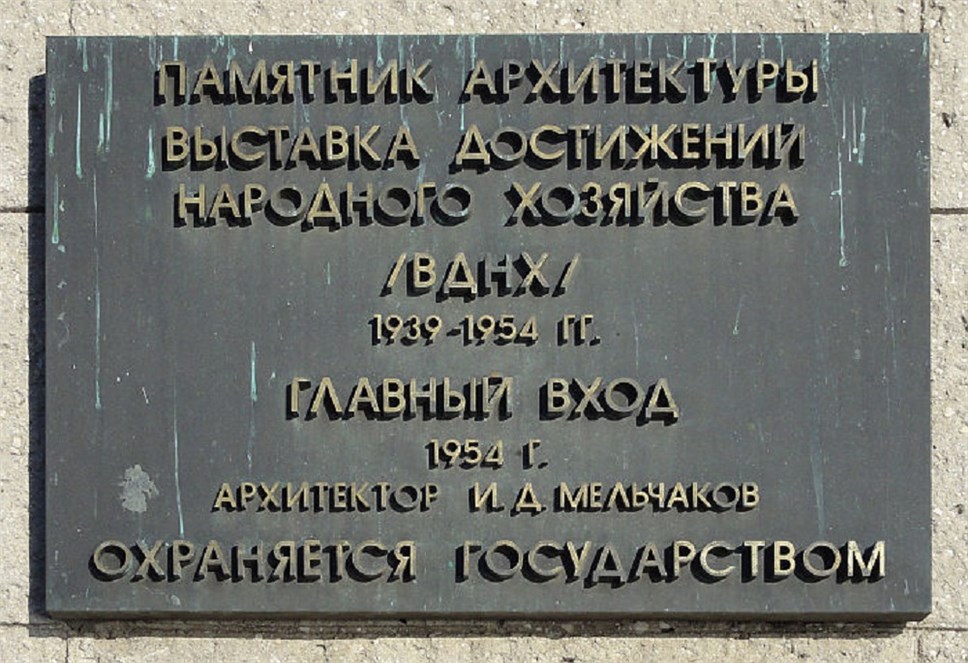 ПАМЯТНИК АРХИТЕКТУРЫ
ВЫСТАВКА ДОСТИЖЕНИЙ
НАРОДНОГО ХОЗЯЙСТВА
/ВДНХ/
1939-1954 ГГ.
ГЛАВНЫЙ ВХОД
1954 Г.
АРХИТЕКТОР И.Д.МЕЛЬЧАКОВ
ОХРАНЯЕТСЯ ГОСУДАРСТВОМ